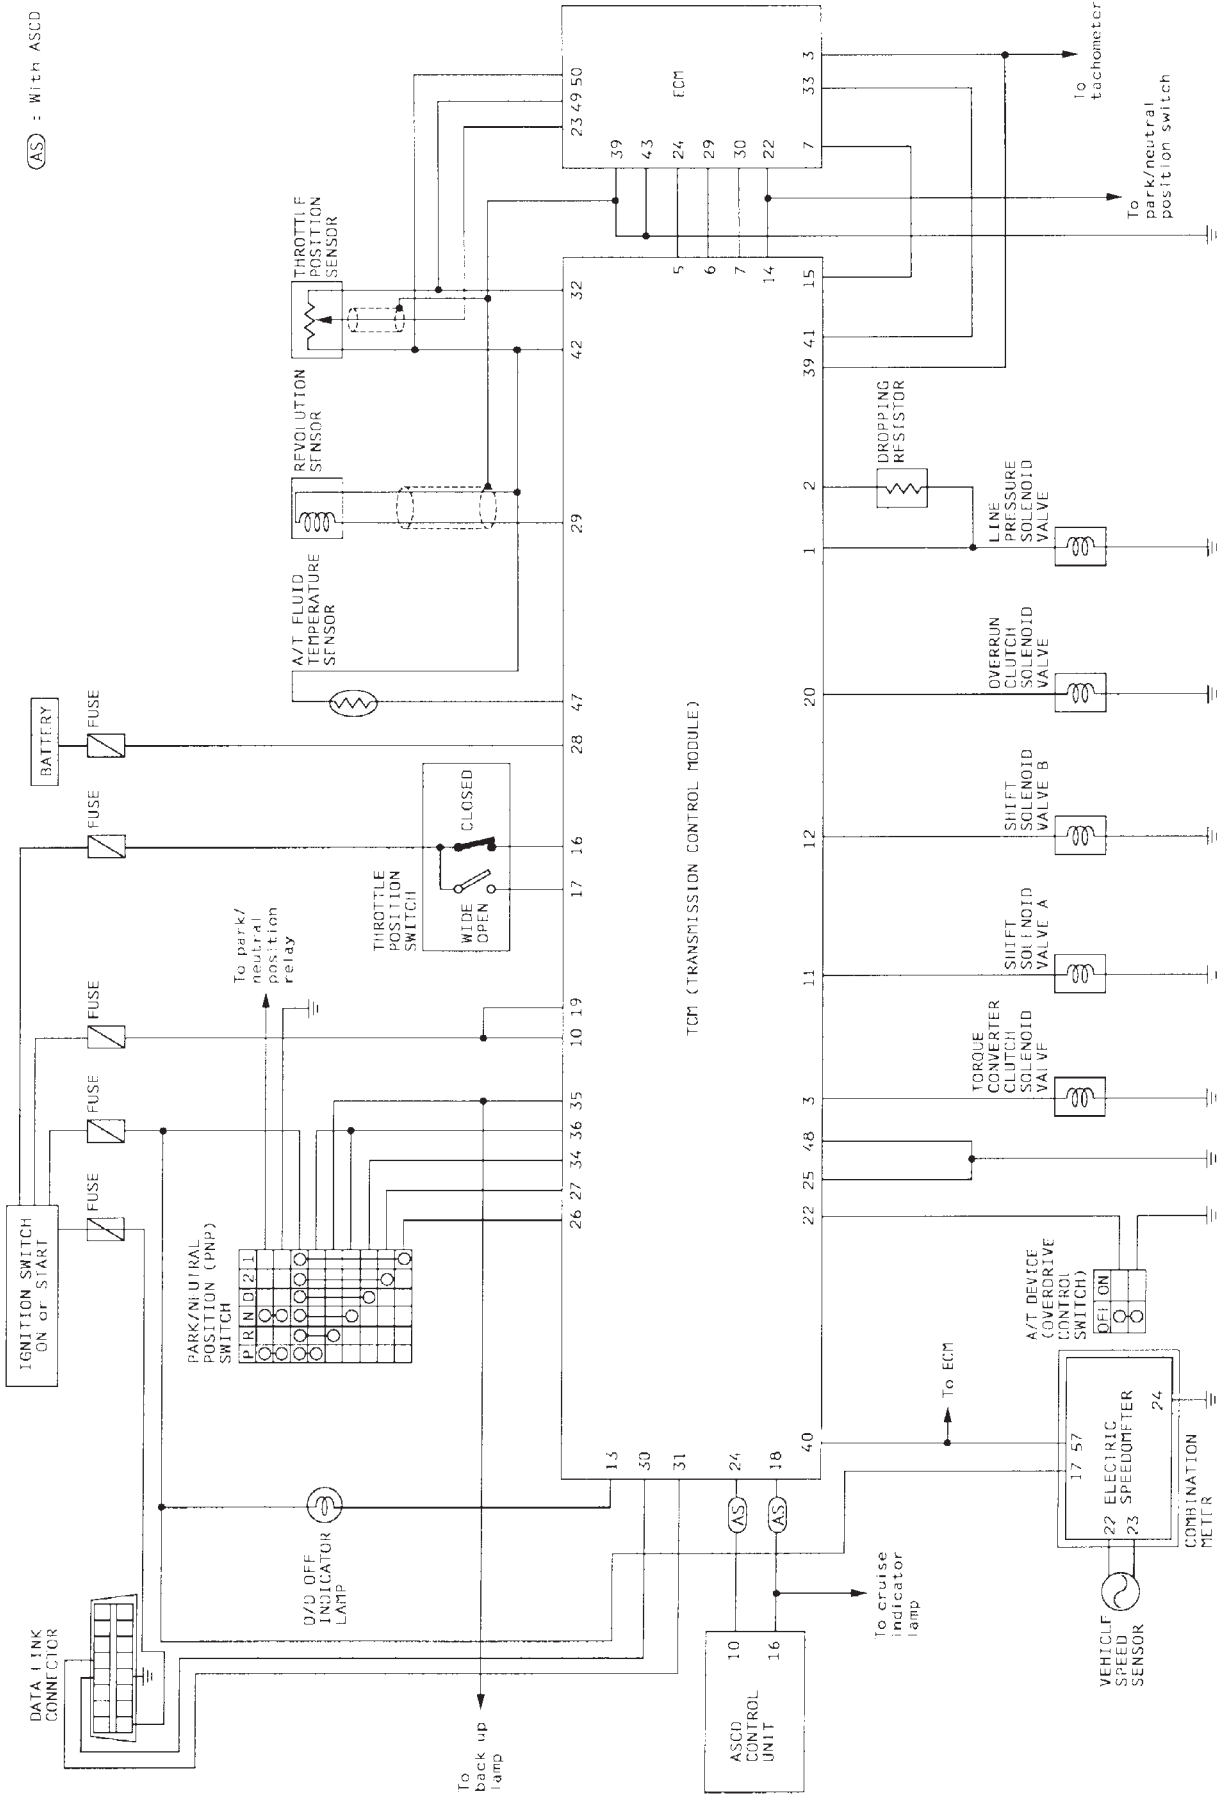 (AS) : With ASCD
DATA LINK
CONNECTOR
IGNITION SWITCH
ON or START
FUSE
FUSE
FUSE
FUSE
BATTERY
FUSE
O/D OFF
INDICATOR
LAMP
PARK/NEUTRAL
POSITION (PNP)
SWITCH
P R N D 2 1
To park/
neutral
position
relay
THROTTLE
POSITION
SWITCH
WIDE
OPEN
CLOSED
A/T FLUID
TEMPERATURE
SENSOR
REVOLUTION
SENSOR
THROTTLE
POSITION
SENSOR
To
back up
lamp
26 27 34 36 35 10 19 17 16 28 47 29 42 32
23 49 50
ECM
39
43
24
29
30
22
7 33 3
13
30
31
24
18
TCM (TRANSMISSION CONTROL MODULE)
5
6
7
14
40 22 25 48 3 11 12 20 1 2 39 41 15
AS
AS
ASCD
CONTROL
UNIT
10
16
To cruise
indicator
lamp
To ECM
VEHICLE
SPEED
SENSOR
22 ELECTRIC
23 SPEEDOMETER
17 57
24
COMBINATION
METER
A/T DEVICE
(OVERDRIVE
CONTROL
SWITCH)
OFF ON
TORQUE
CONVERTER
CLUTCH
SOLENOID
VALVE
SHIFT
SOLENOID
VALVE A
SHIFT
SOLENOID
VALVE B
OVERRUN
CLUTCH
SOLENOID
VALVE
LINE
PRESSURE
SOLENOID
VALVE
DROPPING
RESISTOR
To
tachometer
To
park/neutral
position switch